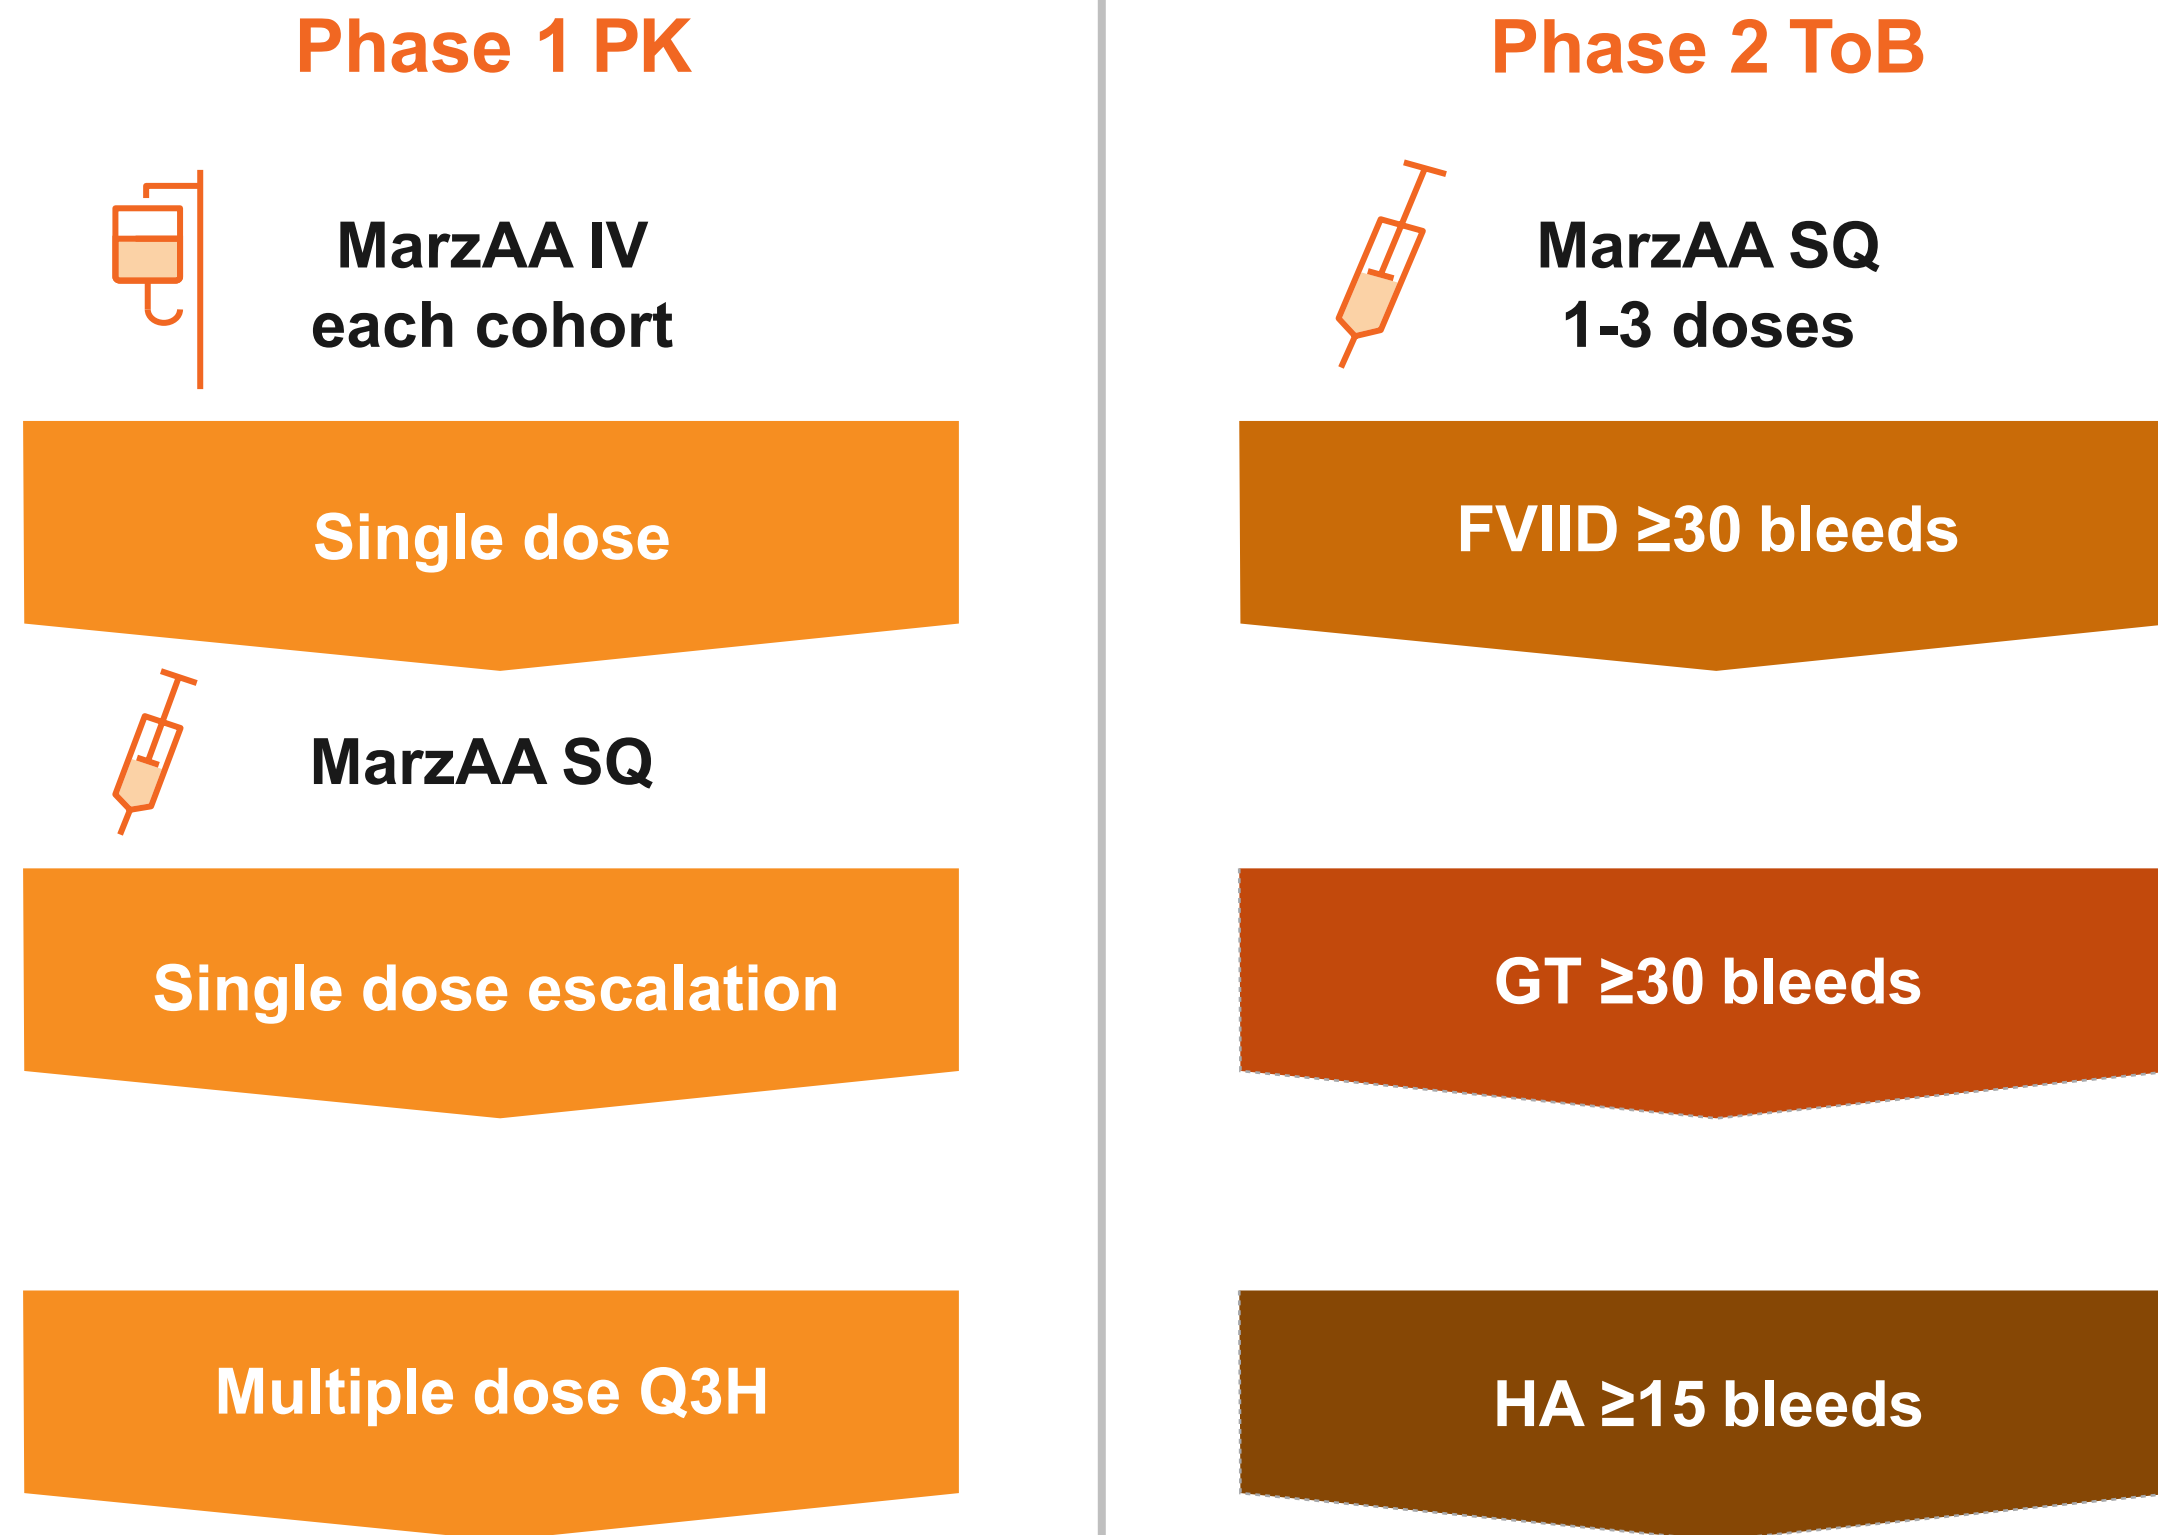 Phase 1 PK
MarzAA IV
each cohort
Single dose
MarzAA SQ
Single dose escalation
Multiple dose Q3H
Phase 2 ToB
MarzAA SQ
1-3 doses
FVIID ≥30 bleeds
GT ≥30 bleeds
HA ≥15 bleeds